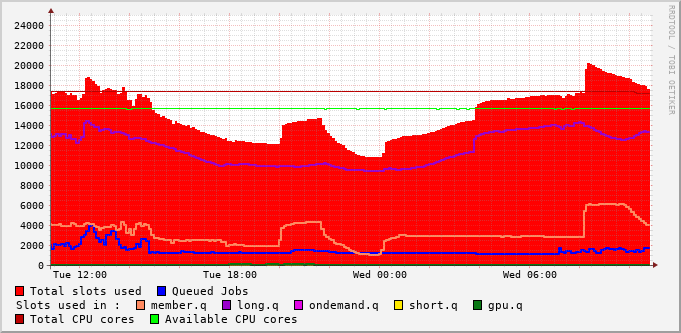 RRDTOOL / TOBI OETIKER
24000
22000
20000
18000
16000
14000
12000
10000
8000
6000
4000
2000
0
Tue 12:00 Tue 18:00 Wed 00:00 Wed 06:00
Total slots used Queued Jobs
Slots used in : member.q long.q ondemand.q short.q gpu.q
Total CPU cores Available CPU cores